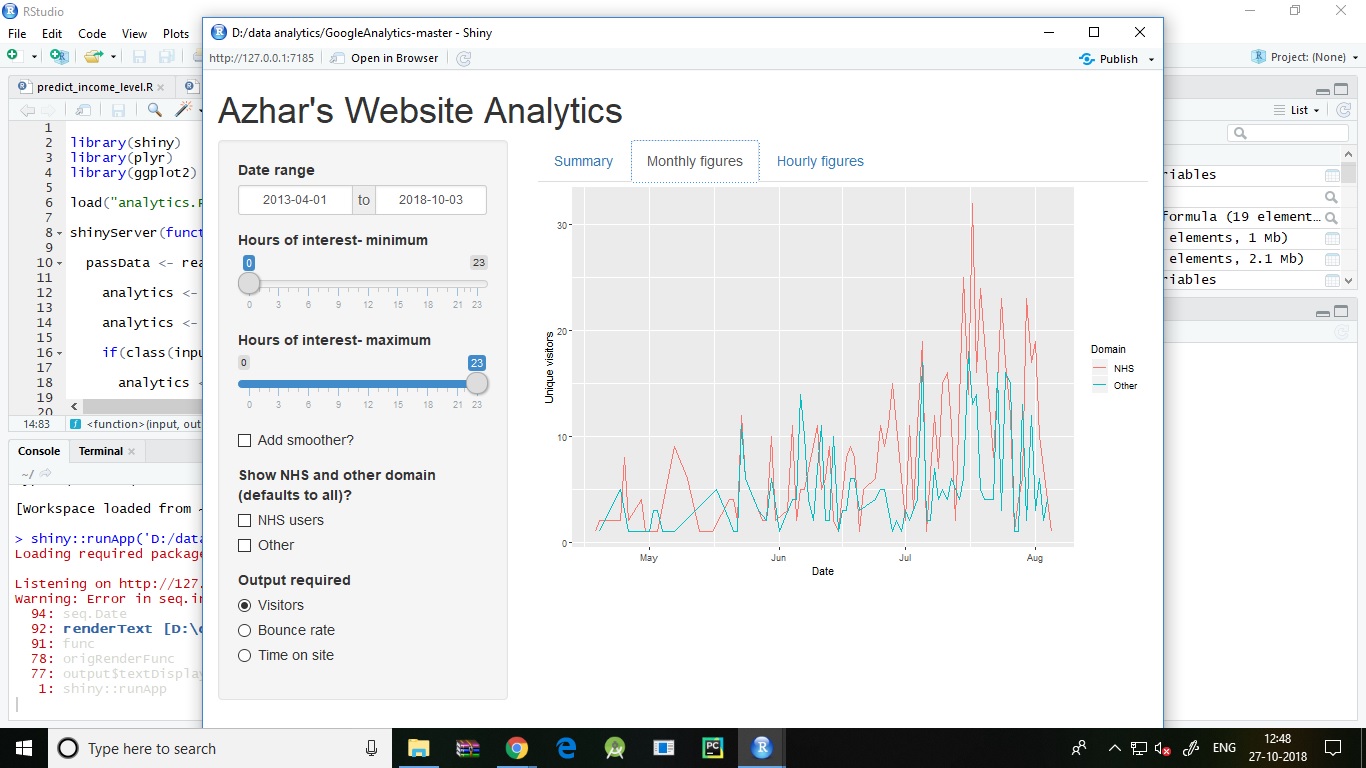 RStudio
File Edit Code View Plots
Project: (None)
predict_income_level.R
1
2 library(shiny)
3 library(plyr)
4 library(ggplot2)
5
6 load("analytics.
7
8 shinyServer(funct
9
10 passData <- rea
11
12 analytics <-
13
14 analytics <-
15
16 if(class(inpu
17
18 analytics <
19
20
14:83 <function>(input, out
Console Terminal
~/
[Workspace loaded from ~
> shiny::runApp('D:/data
Loading required package
Listening on http://127.
Warning: Error in seq.in
94: seq.Date
92: renderText [D:\
91: func
78: origRenderFunc
77: output$textDisplay
1: shiny::runApp
D:/data analytics/GoogleAnalytics-master - Shiny
http://127.0.0.1:7185 Open in Browser Publish
Azhar's Website Analytics
Date range
2013-04-01 to 2018-10-03
Hours of interest- minimum
0 23
0 3 6 9 12 15 18 21 23
Hours of interest- maximum
0 23
0 3 6 9 12 15 18 21 23
Add smoother?
Show NHS and other domain
(defaults to all)?
NHS users
Other
Output required
Visitors
Bounce rate
Time on site
Summary Monthly figures Hourly figures
Unique visitors
30
20
10
0
May Jun Jul Aug
Date
Domain
NHS
Other
List
riables
formula (19 element…
elements, 1 Mb)
elements, 2.1 Mb)
riables
Type here to search
PC
R
ENG
12:48
27-10-2018